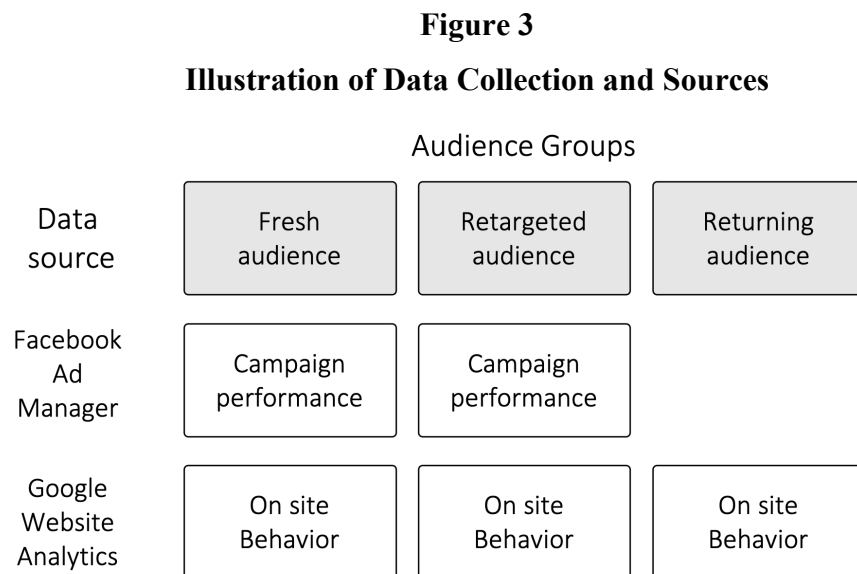 Figure 3
Illustration of Data Collection and Sources
Audience Groups
Data
source
Fresh
audience
Retargeted
audience
Returning
audience
Facebook
Ad
Manager
Campaign
performance
Campaign
performance
Google
Website
Analytics
On site
Behavior
On site
Behavior
On site
Behavior